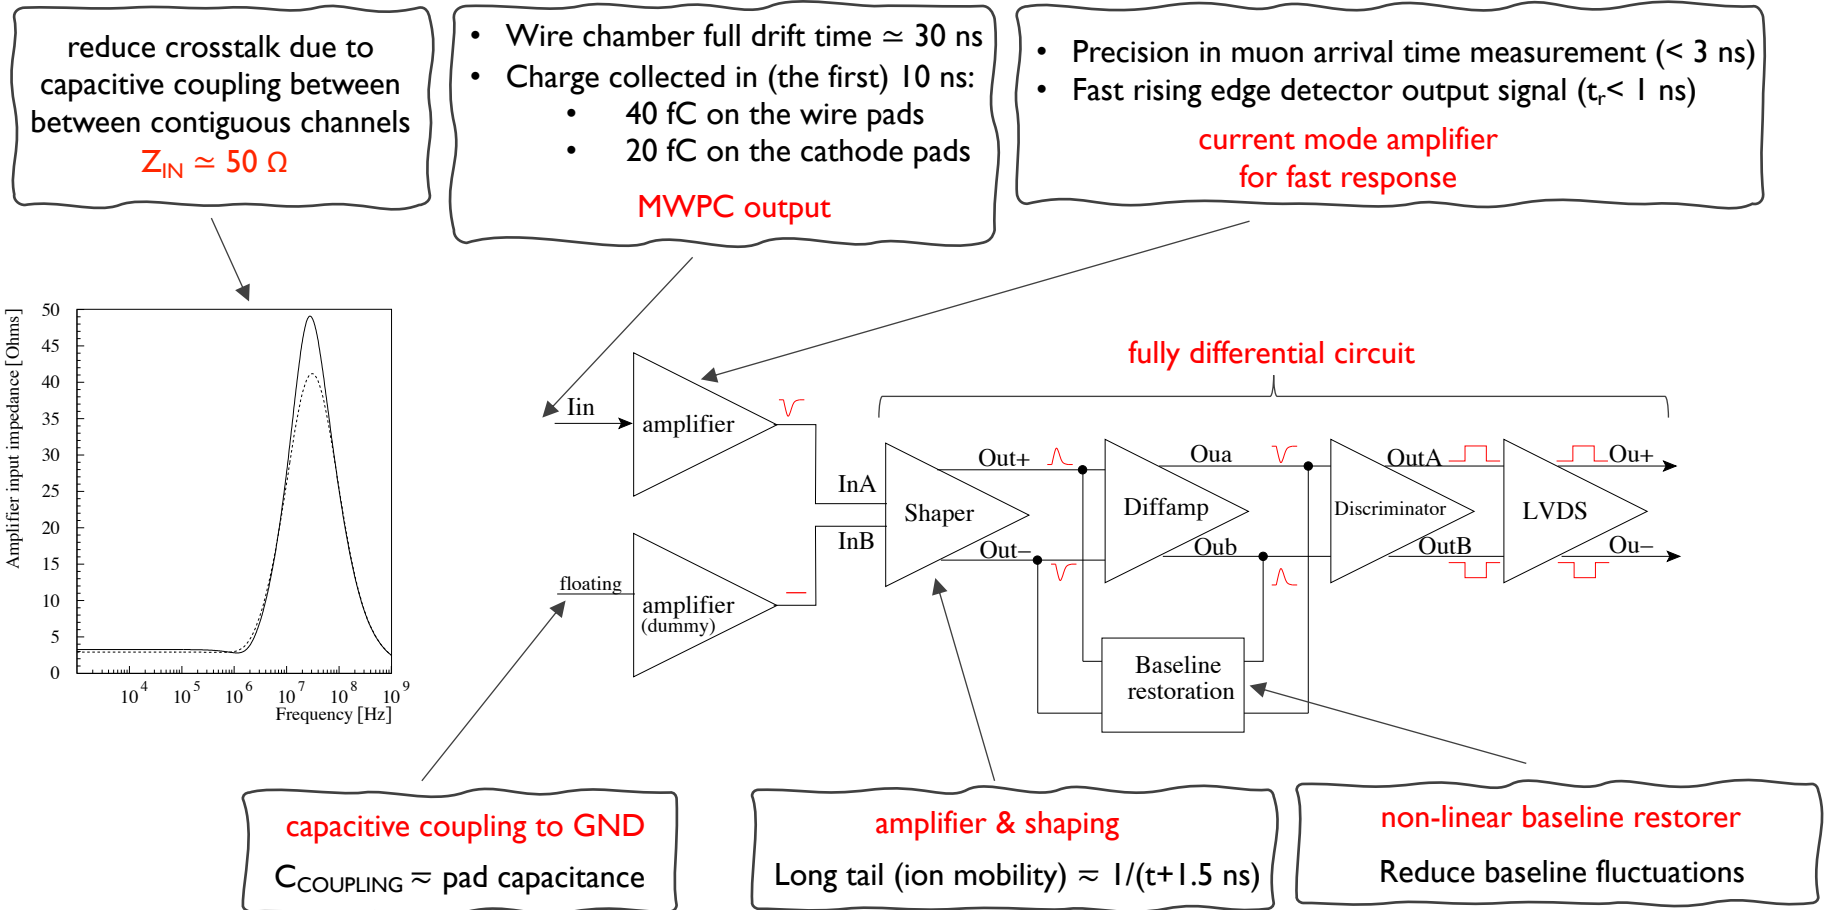 reduce crosstalk due to
capacitive coupling between
between contiguous channels
Z_IN ≃ 50 Ω
• Wire chamber full drift time ≃ 30 ns
• Charge collected in (the first) 10 ns:
• 40 fC on the wire pads
• 20 fC on the cathode pads
MWPC output
• Precision in muon arrival time measurement (< 3 ns)
• Fast rising edge detector output signal (t_r< 1 ns)
current mode amplifier
for fast response
Amplifier input impedance [Ohms]
50
45
40
35
30
25
20
15
10
5
0
10^4 10^5 10^6 10^7 10^8 10^9
Frequency [Hz]
fully differential circuit
Iin
amplifier
floating
amplifier
(dummy)
InA
InB
Shaper
Out+
Out−
Diffamp
Oua
Oub
Discriminator
OutA
OutB
LVDS
Ou+
Ou−
Baseline
restoration
capacitive coupling to GND
C_COUPLING ≂ pad capacitance
amplifier & shaping
Long tail (ion mobility) ≂ 1/(t+1.5 ns)
non-linear baseline restorer
Reduce baseline fluctuations